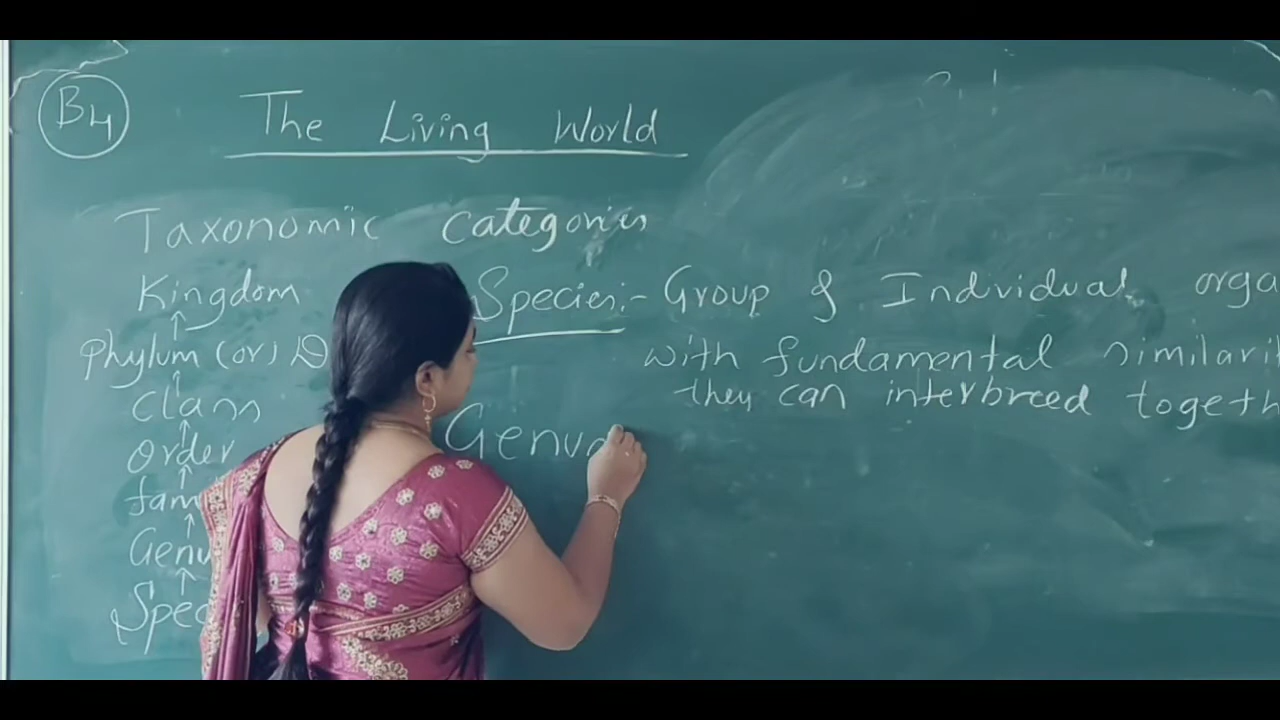 B4
The Living World
Taxonomic categories
Kingdom
Phylum (or) D
Class
Order
fam
Genu
Spec
Species:- Group of Individual orga
with fundamental similarit
they can interbreed togeth
Genu